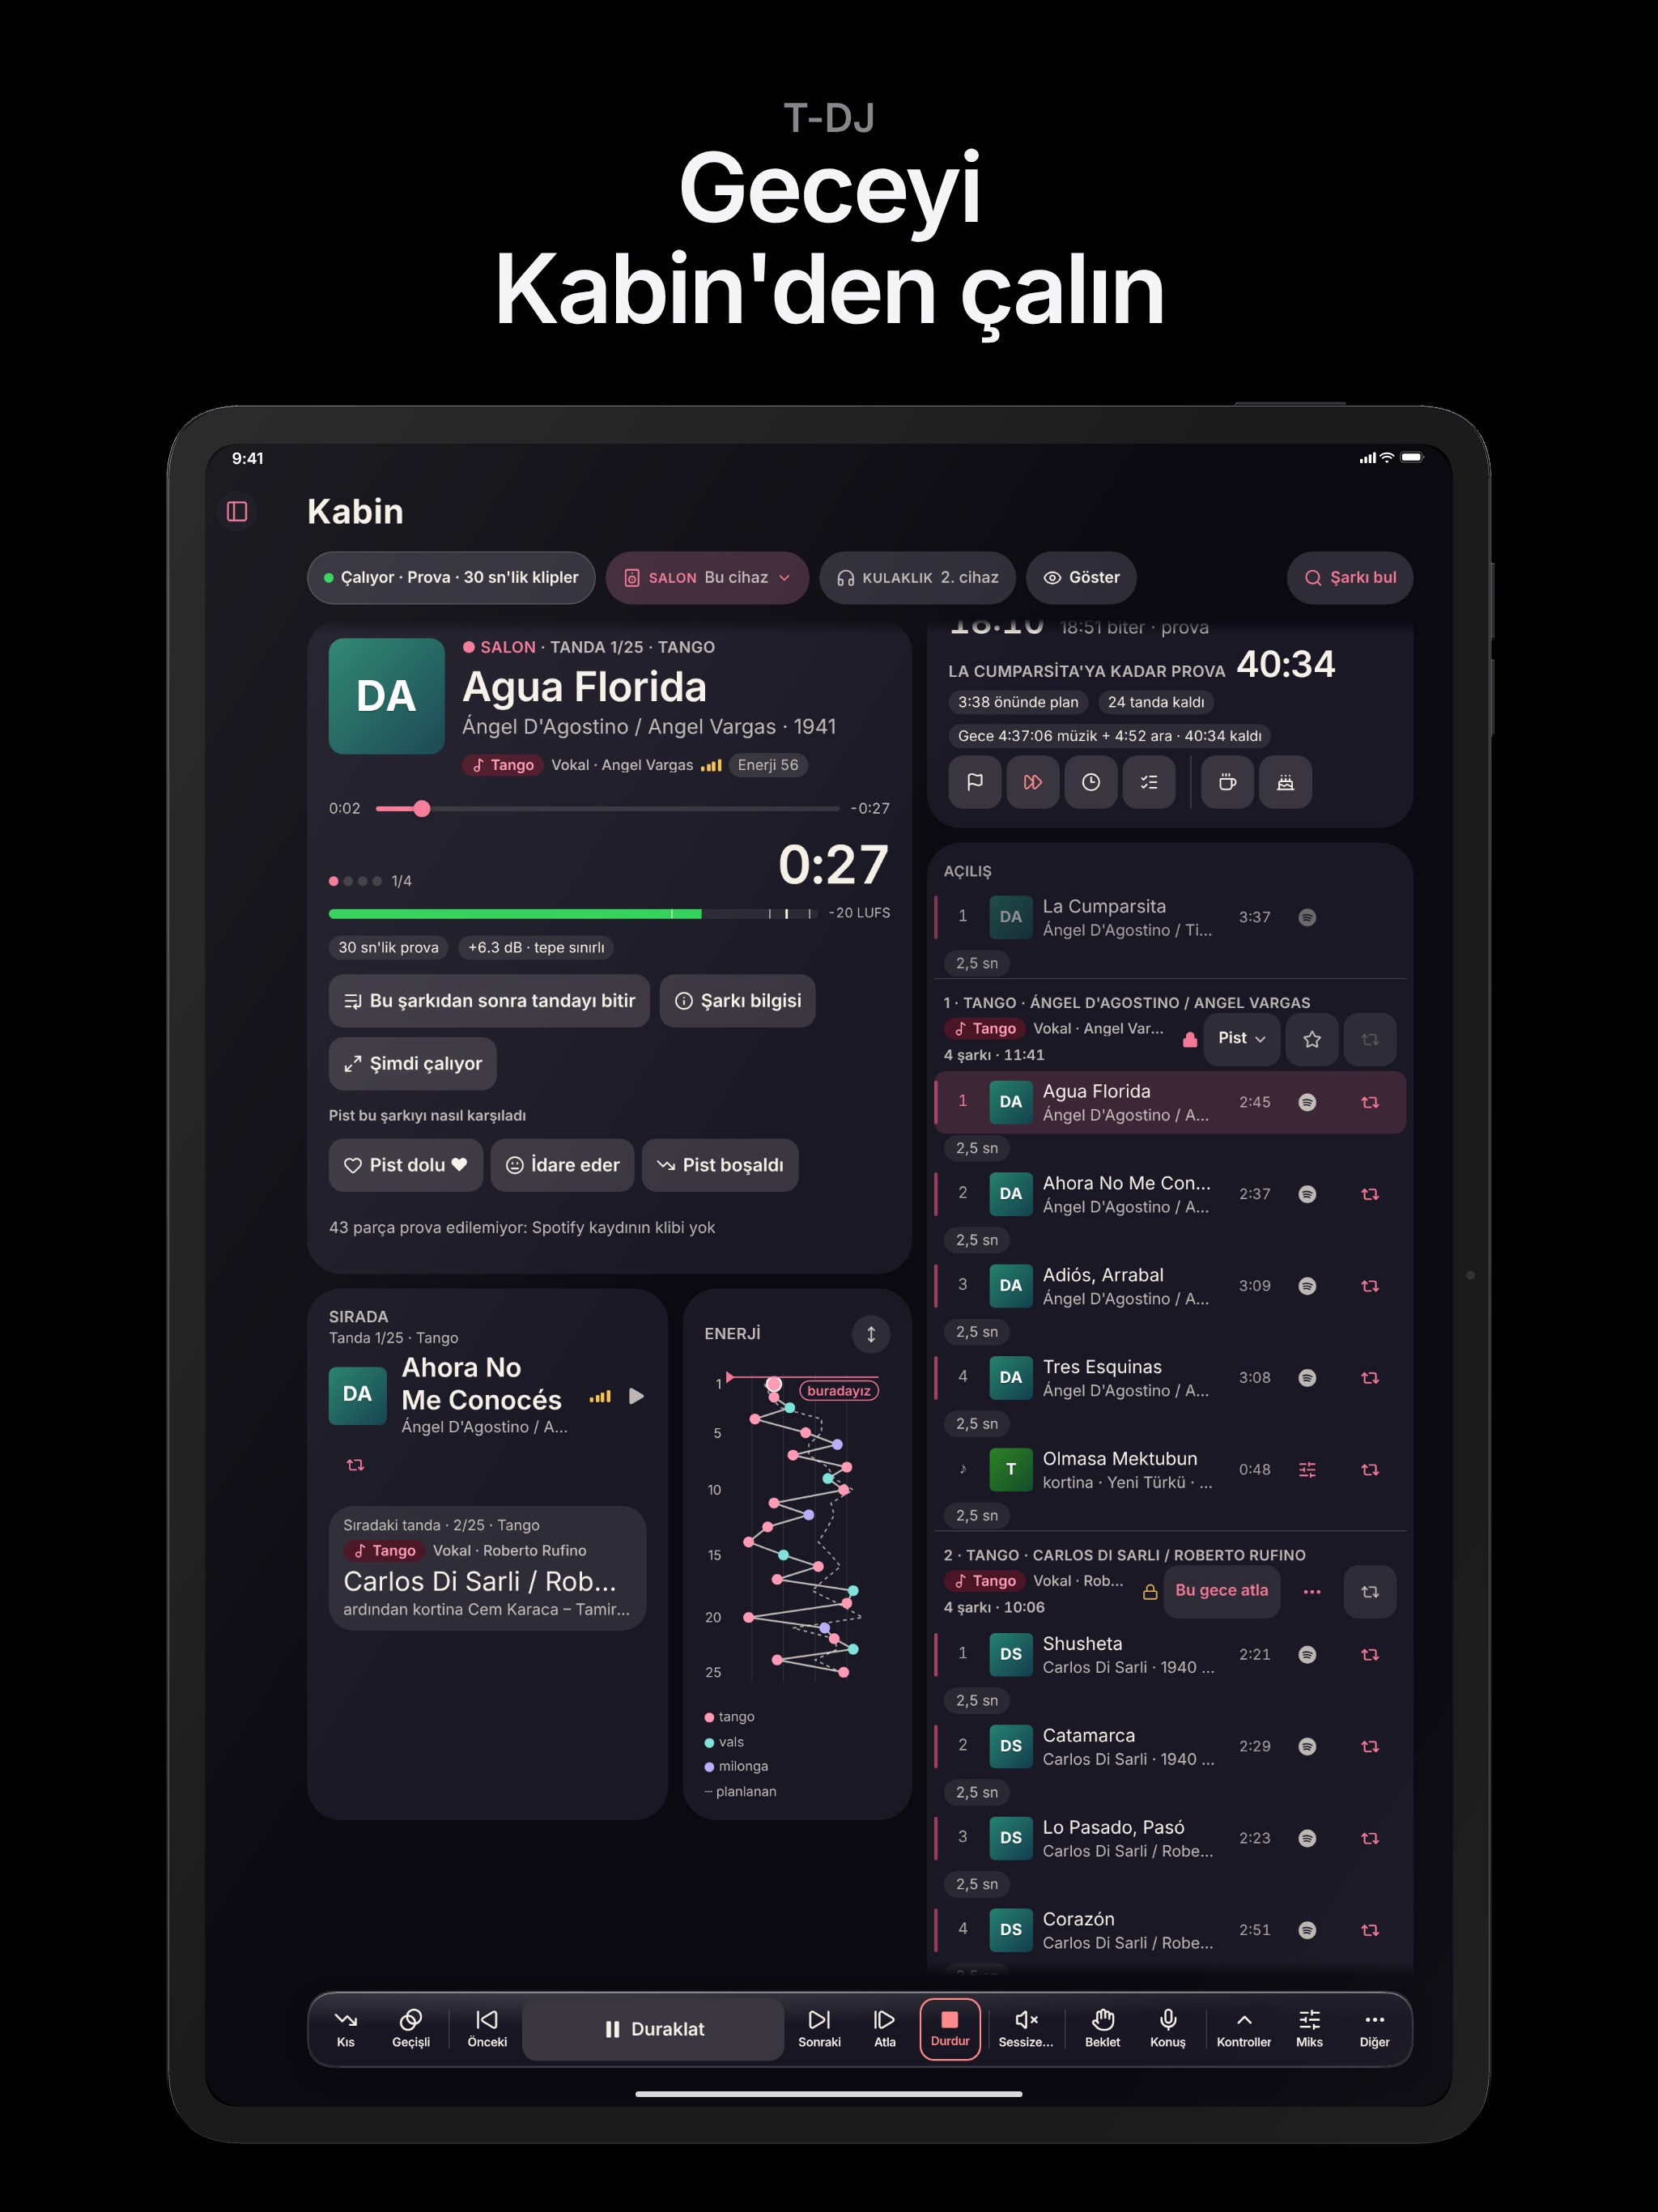 T-DJ
Geceyi
Kabin'den çalın
9:41
Kabin
Çalıyor · Prova · 30 sn'lik klipler
SALON Bu cihaz
KULAKLIK 2. cihaz
Göster
Şarkı bul
DA
SALON · TANDA 1/25 · TANGO
Agua Florida
Ángel D'Agostino / Angel Vargas · 1941
Tango Vokal · Angel Vargas Enerji 56
0:02
-0:27
0:27
1/4
-20 LUFS
30 sn'lik prova
+6.3 dB · tepe sınırlı
Bu şarkıdan sonra tandayı bitir
Şarkı bilgisi
Şimdi çalıyor
Pist bu şarkıyı nasıl karşıladı
Pist dolu ♥
İdare eder
Pist boşaldı
43 parça prova edilemiyor: Spotify kaydının klibi yok
SIRADA
Tanda 1/25 · Tango
DA
Ahora No
Me Conocés
Ángel D'Agostino / A...
Sıradaki tanda · 2/25 · Tango
Tango Vokal · Roberto Rufino
Carlos Di Sarli / Rob...
ardından kortina Cem Karaca – Tamir...
ENERJİ
buradayız
1
5
10
15
20
25
tango
vals
milonga
planlanan
18:10 18:51 biter · prova
LA CUMPARSİTA'YA KADAR PROVA 40:34
3:38 önünde plan
24 tanda kaldı
Gece 4:37:06 müzik + 4:52 ara · 40:34 kaldı
AÇILIŞ
1 DA La Cumparsita 3:37
Ángel D'Agostino / Ti...
2,5 sn
1 · TANGO · ÁNGEL D'AGOSTINO / ANGEL VARGAS
Tango Vokal · Angel Var...
4 şarkı · 11:41
Pist
1 DA Agua Florida 2:45
Ángel D'Agostino / A...
2,5 sn
2 DA Ahora No Me Con... 2:37
Ángel D'Agostino / A...
2,5 sn
3 DA Adiós, Arrabal 3:09
Ángel D'Agostino / A...
2,5 sn
4 DA Tres Esquinas 3:08
Ángel D'Agostino / A...
2,5 sn
♪ T Olmasa Mektubun 0:48
kortina · Yeni Türkü · ...
2,5 sn
2 · TANGO · CARLOS DI SARLI / ROBERTO RUFINO
Tango Vokal · Rob...
4 şarkı · 10:06
Bu gece atla
1 DS Shusheta 2:21
Carlos Di Sarli · 1940 ...
2,5 sn
2 DS Catamarca 2:29
Carlos Di Sarli · 1940 ...
2,5 sn
3 DS Lo Pasado, Pasó 2:23
Carlos Di Sarli / Robe...
2,5 sn
4 DS Corazón 2:51
Carlos Di Sarli / Robe...
Kıs
Geçişli
Önceki
Duraklat
Sonraki
Atla
Durdur
Sessize...
Beklet
Konuş
Kontroller
Miks
Diğer